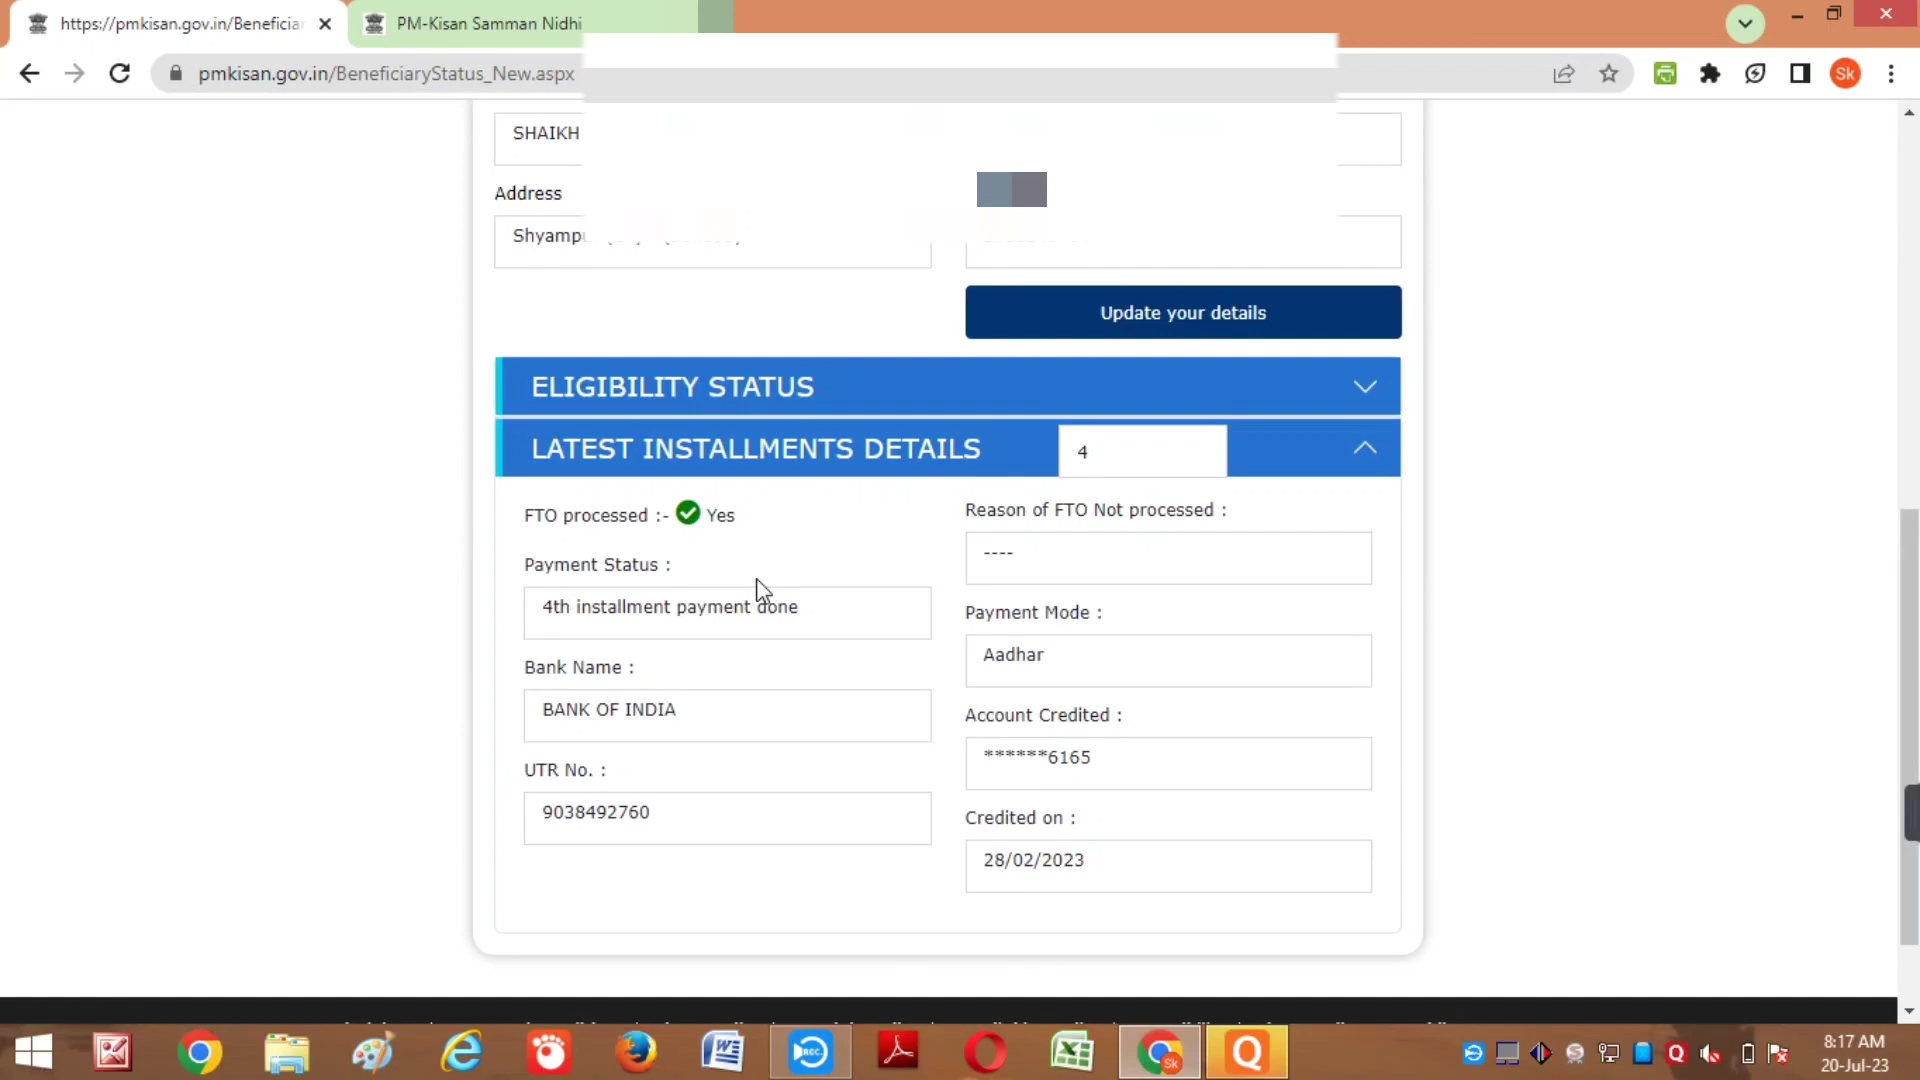 https://pmkisan.gov.in/Beneficia
PM-Kisan Samman Nidhi
pmkisan.gov.in/BeneficiaryStatus_New.aspx
Sk
SHAIKH
Address
Update your details
ELIGIBILITY STATUS
LATEST INSTALLMENTS DETAILS
4
FTO processed :- Yes
Reason of FTO Not processed :
----
Payment Status :
4th installment payment done
Payment Mode :
Aadhar
Bank Name :
BANK OF INDIA
Account Credited :
******6165
UTR No. :
9038492760
Credited on :
28/02/2023
8:17 AM
20-Jul-23